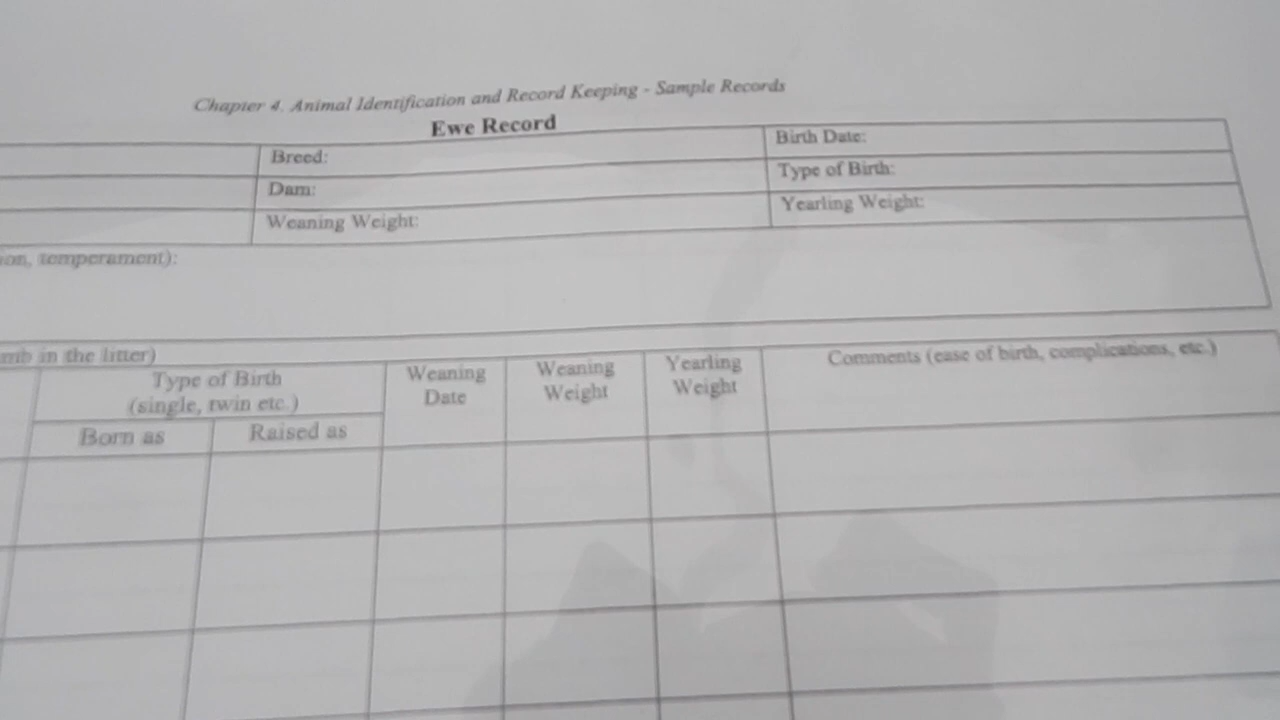 Chapter 4. Animal Identification and Record Keeping - Sample Records
Ewe Record
Breed:
Birth Date:
Dam:
Type of Birth:
Weaning Weight:
Yearling Weight:
temperament):
in the litter)
Type of Birth
(single, twin etc.)
Born as
Raised as
Weaning
Date
Weaning
Weight
Yearling
Weight
Comments (ease of birth, complications, etc.)